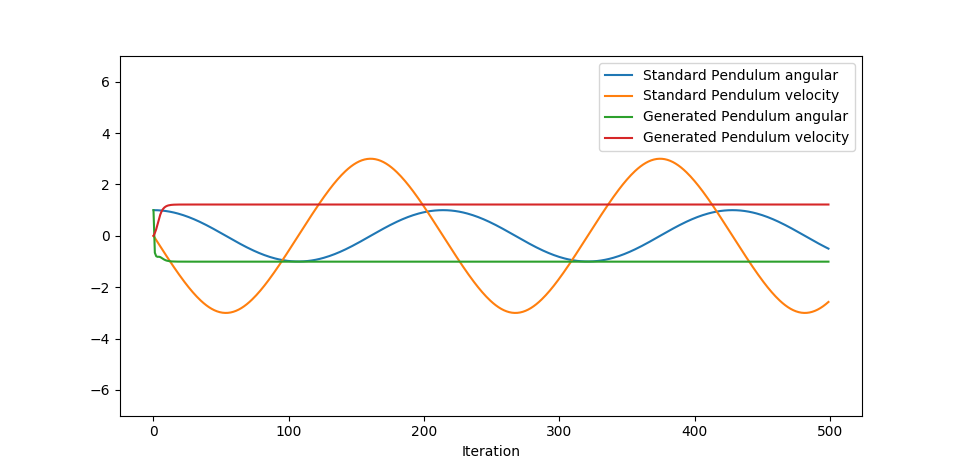 Standard Pendulum angular
Standard Pendulum velocity
Generated Pendulum angular
Generated Pendulum velocity
6
4
2
0
−2
−4
−6
0 100 200 300 400 500
Iteration